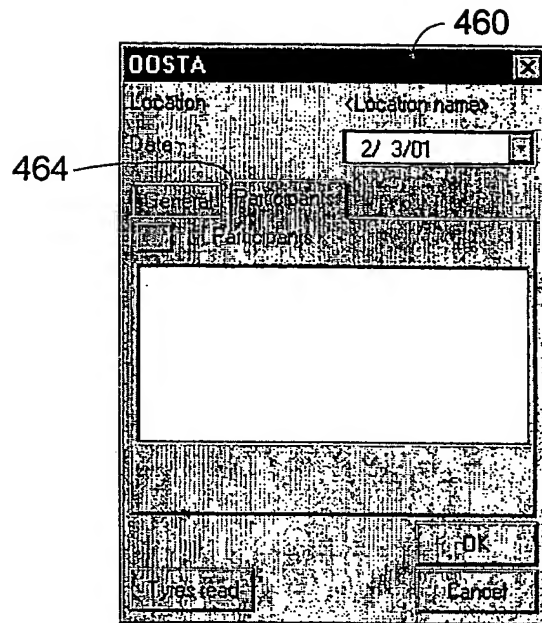 460
OOSTA
Location <Location name>
Date 2/ 3/01
464
General Participants
Participants
OK
Cancel